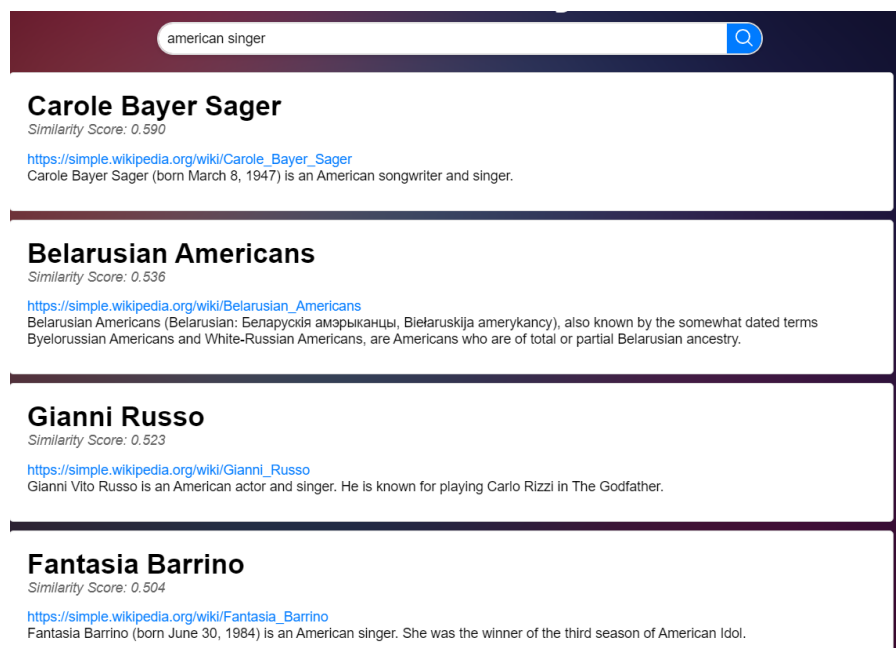 american singer
Carole Bayer Sager
Similarity Score: 0.590
https://simple.wikipedia.org/wiki/Carole_Bayer_Sager
Carole Bayer Sager (born March 8, 1947) is an American songwriter and singer.
Belarusian Americans
Similarity Score: 0.536
https://simple.wikipedia.org/wiki/Belarusian_Americans
Belarusian Americans (Belarusian: Беларускія амэрыканцы, Biełaruskija amerykancy), also known by the somewhat dated terms
Byelorussian Americans and White-Russian Americans, are Americans who are of total or partial Belarusian ancestry.
Gianni Russo
Similarity Score: 0.523
https://simple.wikipedia.org/wiki/Gianni_Russo
Gianni Vito Russo is an American actor and singer. He is known for playing Carlo Rizzi in The Godfather.
Fantasia Barrino
Similarity Score: 0.504
https://simple.wikipedia.org/wiki/Fantasia_Barrino
Fantasia Barrino (born June 30, 1984) is an American singer. She was the winner of the third season of American Idol.